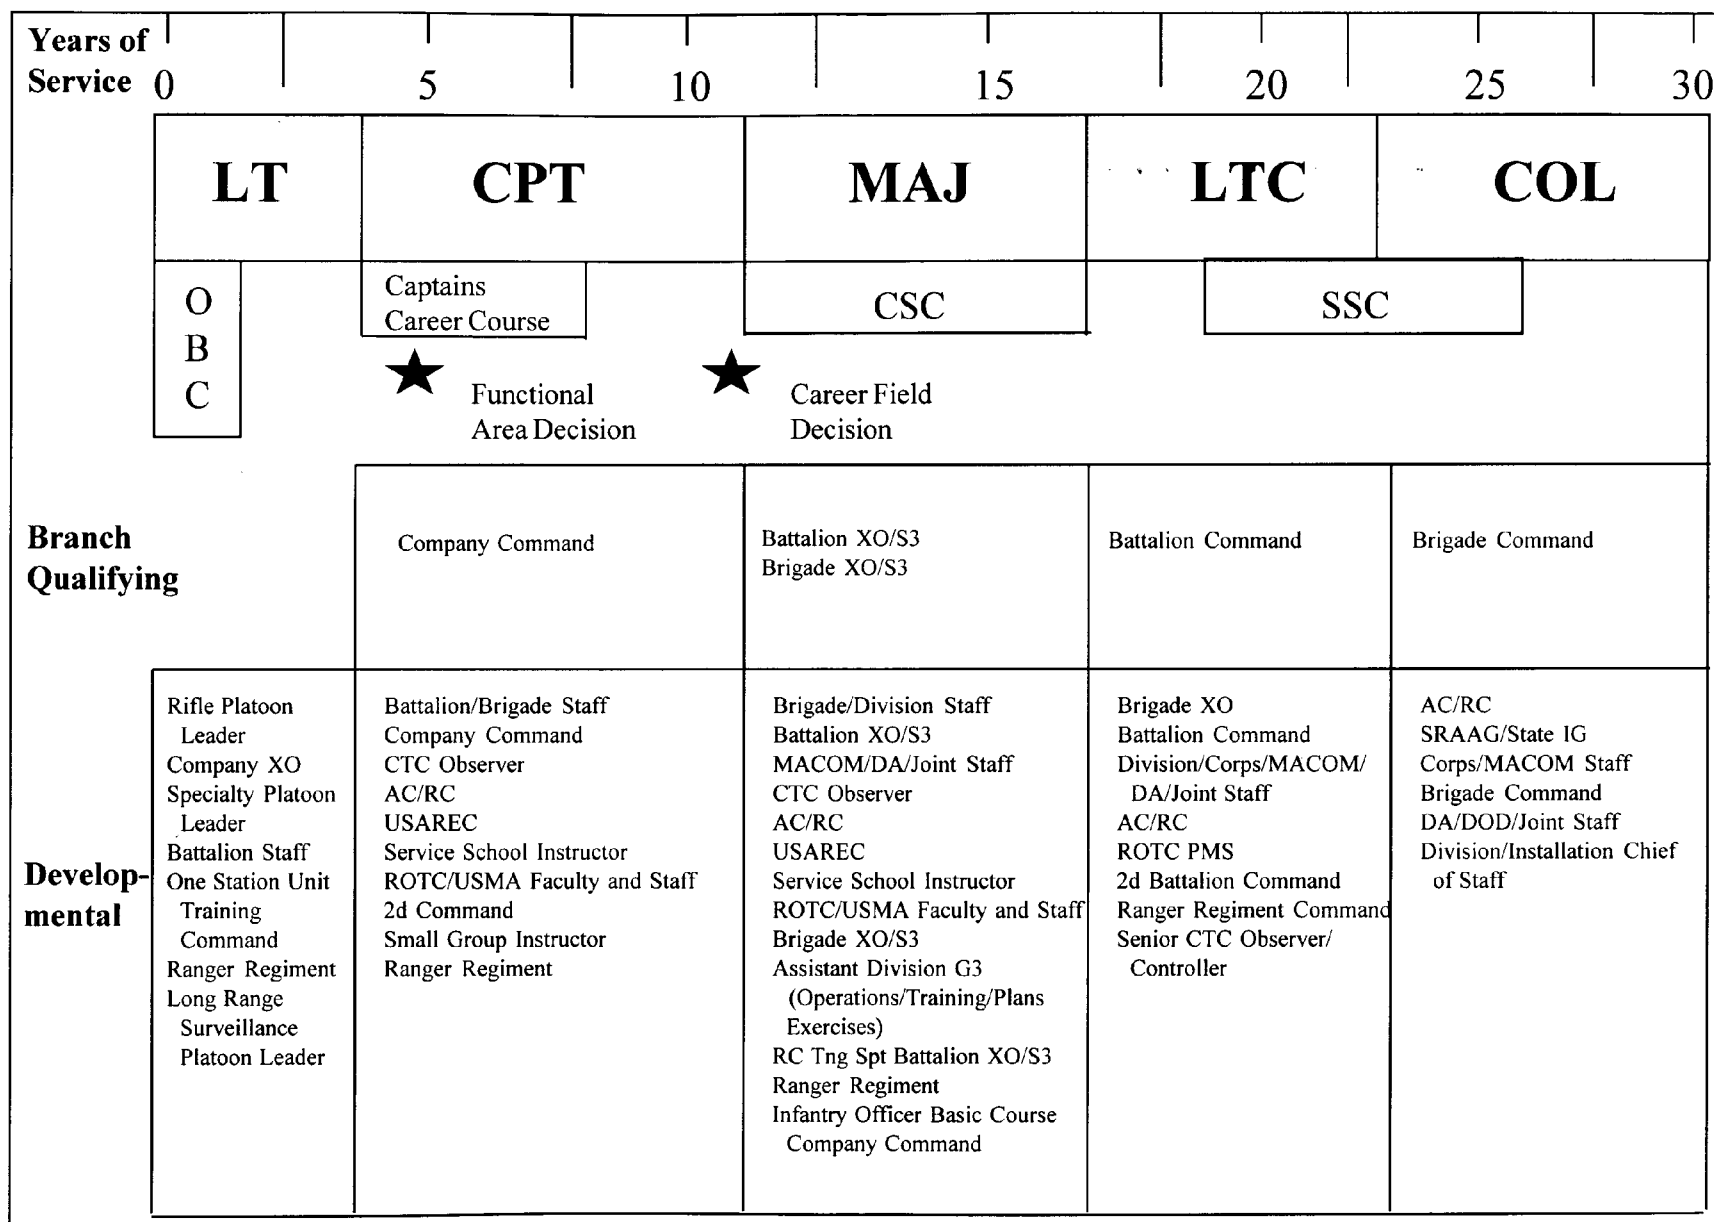 Years of
Service 0 5 10 15 20 25 30
LT CPT MAJ LTC COL
O
B
C
Captains
Career Course
CSC
SSC
Functional
Area Decision
Career Field
Decision
Branch
Qualifying
Company Command
Battalion XO/S3
Brigade XO/S3
Battalion Command
Brigade Command
Develop-
mental
Rifle Platoon
Leader
Company XO
Specialty Platoon
Leader
Battalion Staff
One Station Unit
Training
Command
Ranger Regiment
Long Range
Surveillance
Platoon Leader
Battalion/Brigade Staff
Company Command
CTC Observer
AC/RC
USAREC
Service School Instructor
ROTC/USMA Faculty and Staff
2d Command
Small Group Instructor
Ranger Regiment
Brigade/Division Staff
Battalion XO/S3
MACOM/DA/Joint Staff
CTC Observer
AC/RC
USAREC
Service School Instructor
ROTC/USMA Faculty and Staff
Brigade XO/S3
Assistant Division G3
(Operations/Training/Plans
Exercises)
RC Tng Spt Battalion XO/S3
Ranger Regiment
Infantry Officer Basic Course
Company Command
Brigade XO
Battalion Command
Division/Corps/MACOM/
DA/Joint Staff
AC/RC
ROTC PMS
2d Battalion Command
Ranger Regiment Command
Senior CTC Observer/
Controller
AC/RC
SRAAG/State IG
Corps/MACOM Staff
Brigade Command
DA/DOD/Joint Staff
Division/Installation Chief
of Staff